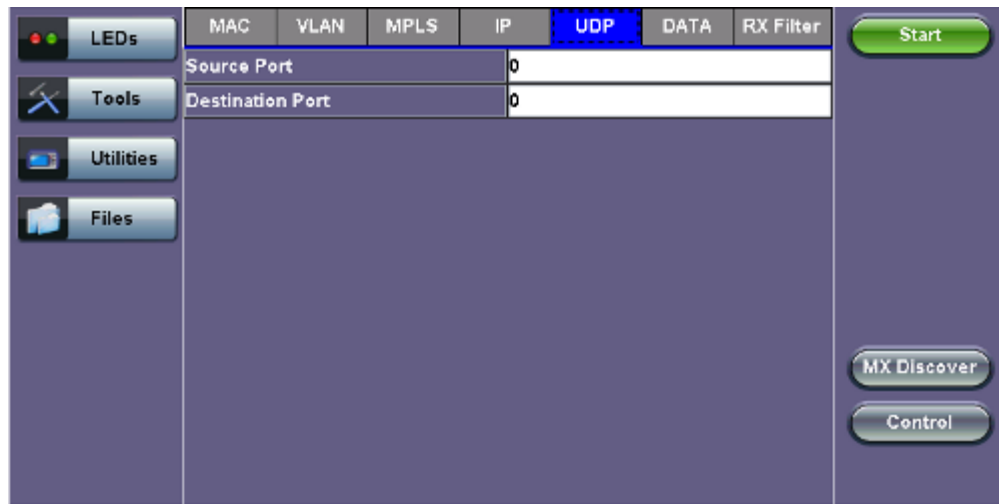 LEDs
Tools
Utilities
Files
MAC VLAN MPLS IP UDP DATA RX Filter
Source Port 0
Destination Port 0
Start
MX Discover
Control